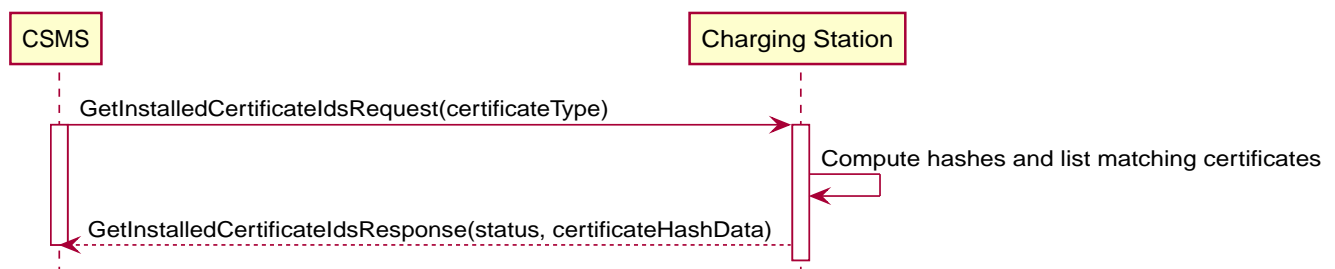 CSMS
Charging Station
GetInstalledCertificateIdsRequest(certificateType)
Compute hashes and list matching certificates
GetInstalledCertificateIdsResponse(status, certificateHashData)